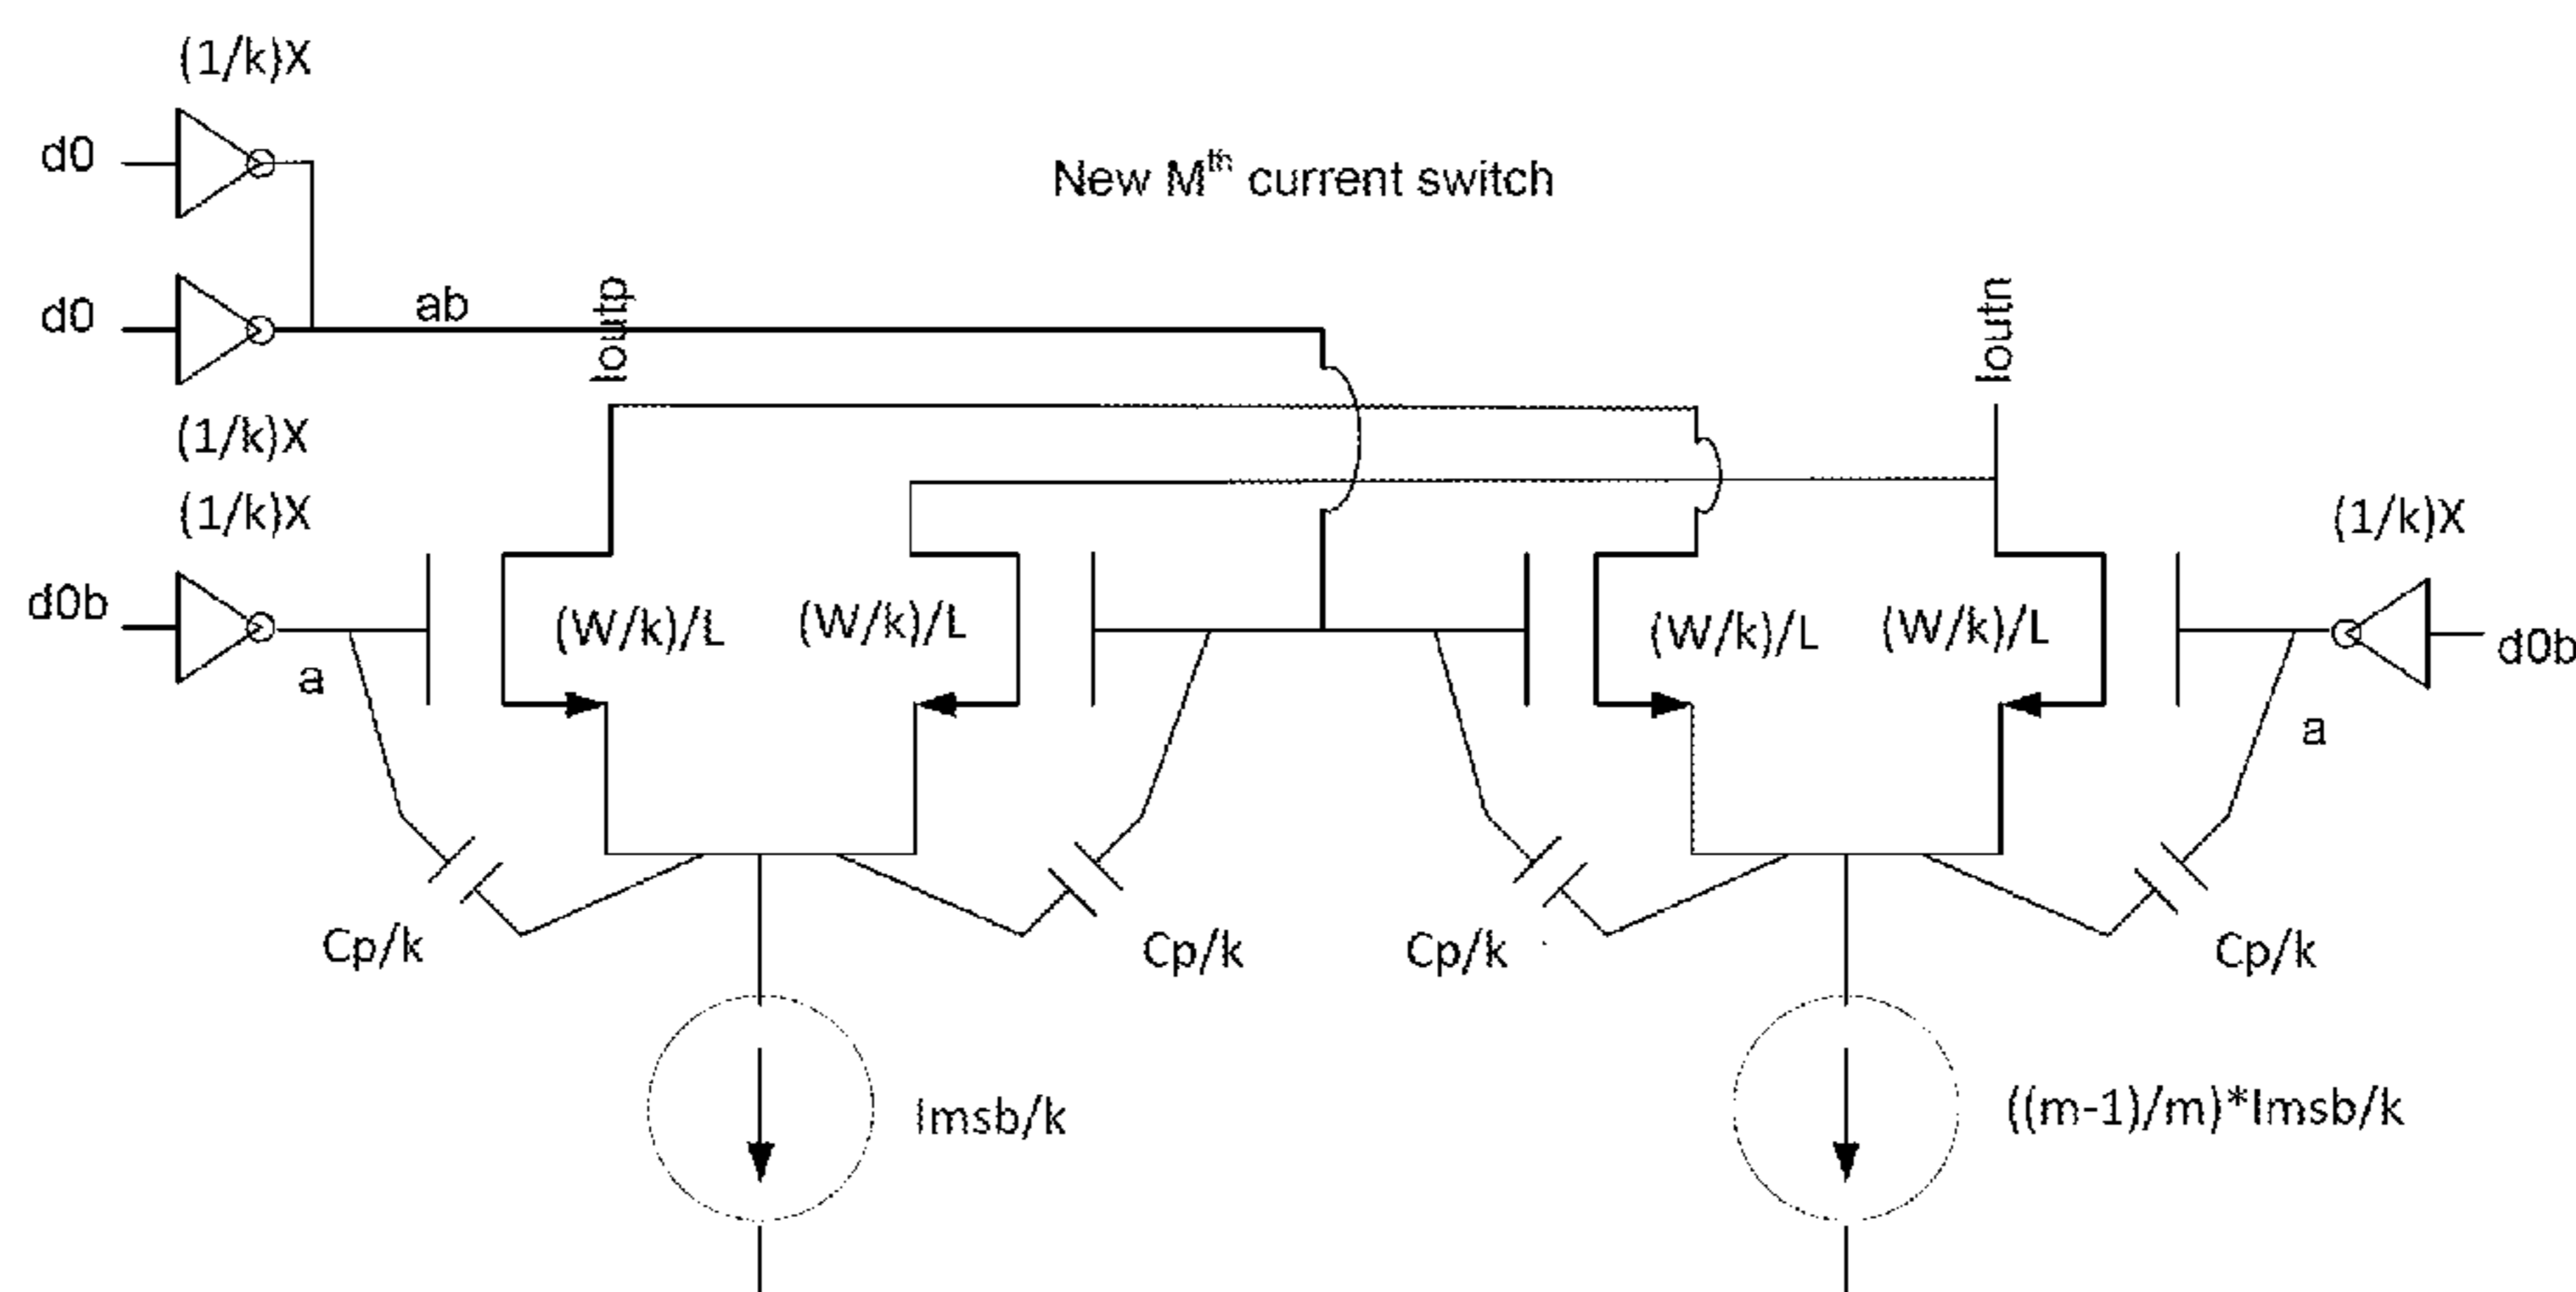 (1/k)X
d0
New Mth current switch
d0
ab
Ioutp
Ioutn
(1/k)X
(1/k)X
(1/k)X
d0b
(W/k)/L
(W/k)/L
(W/k)/L
(W/k)/L
d0b
a
a
Cp/k
Cp/k
Cp/k
Cp/k
Imsb/k
((m-1)/m)*Imsb/k